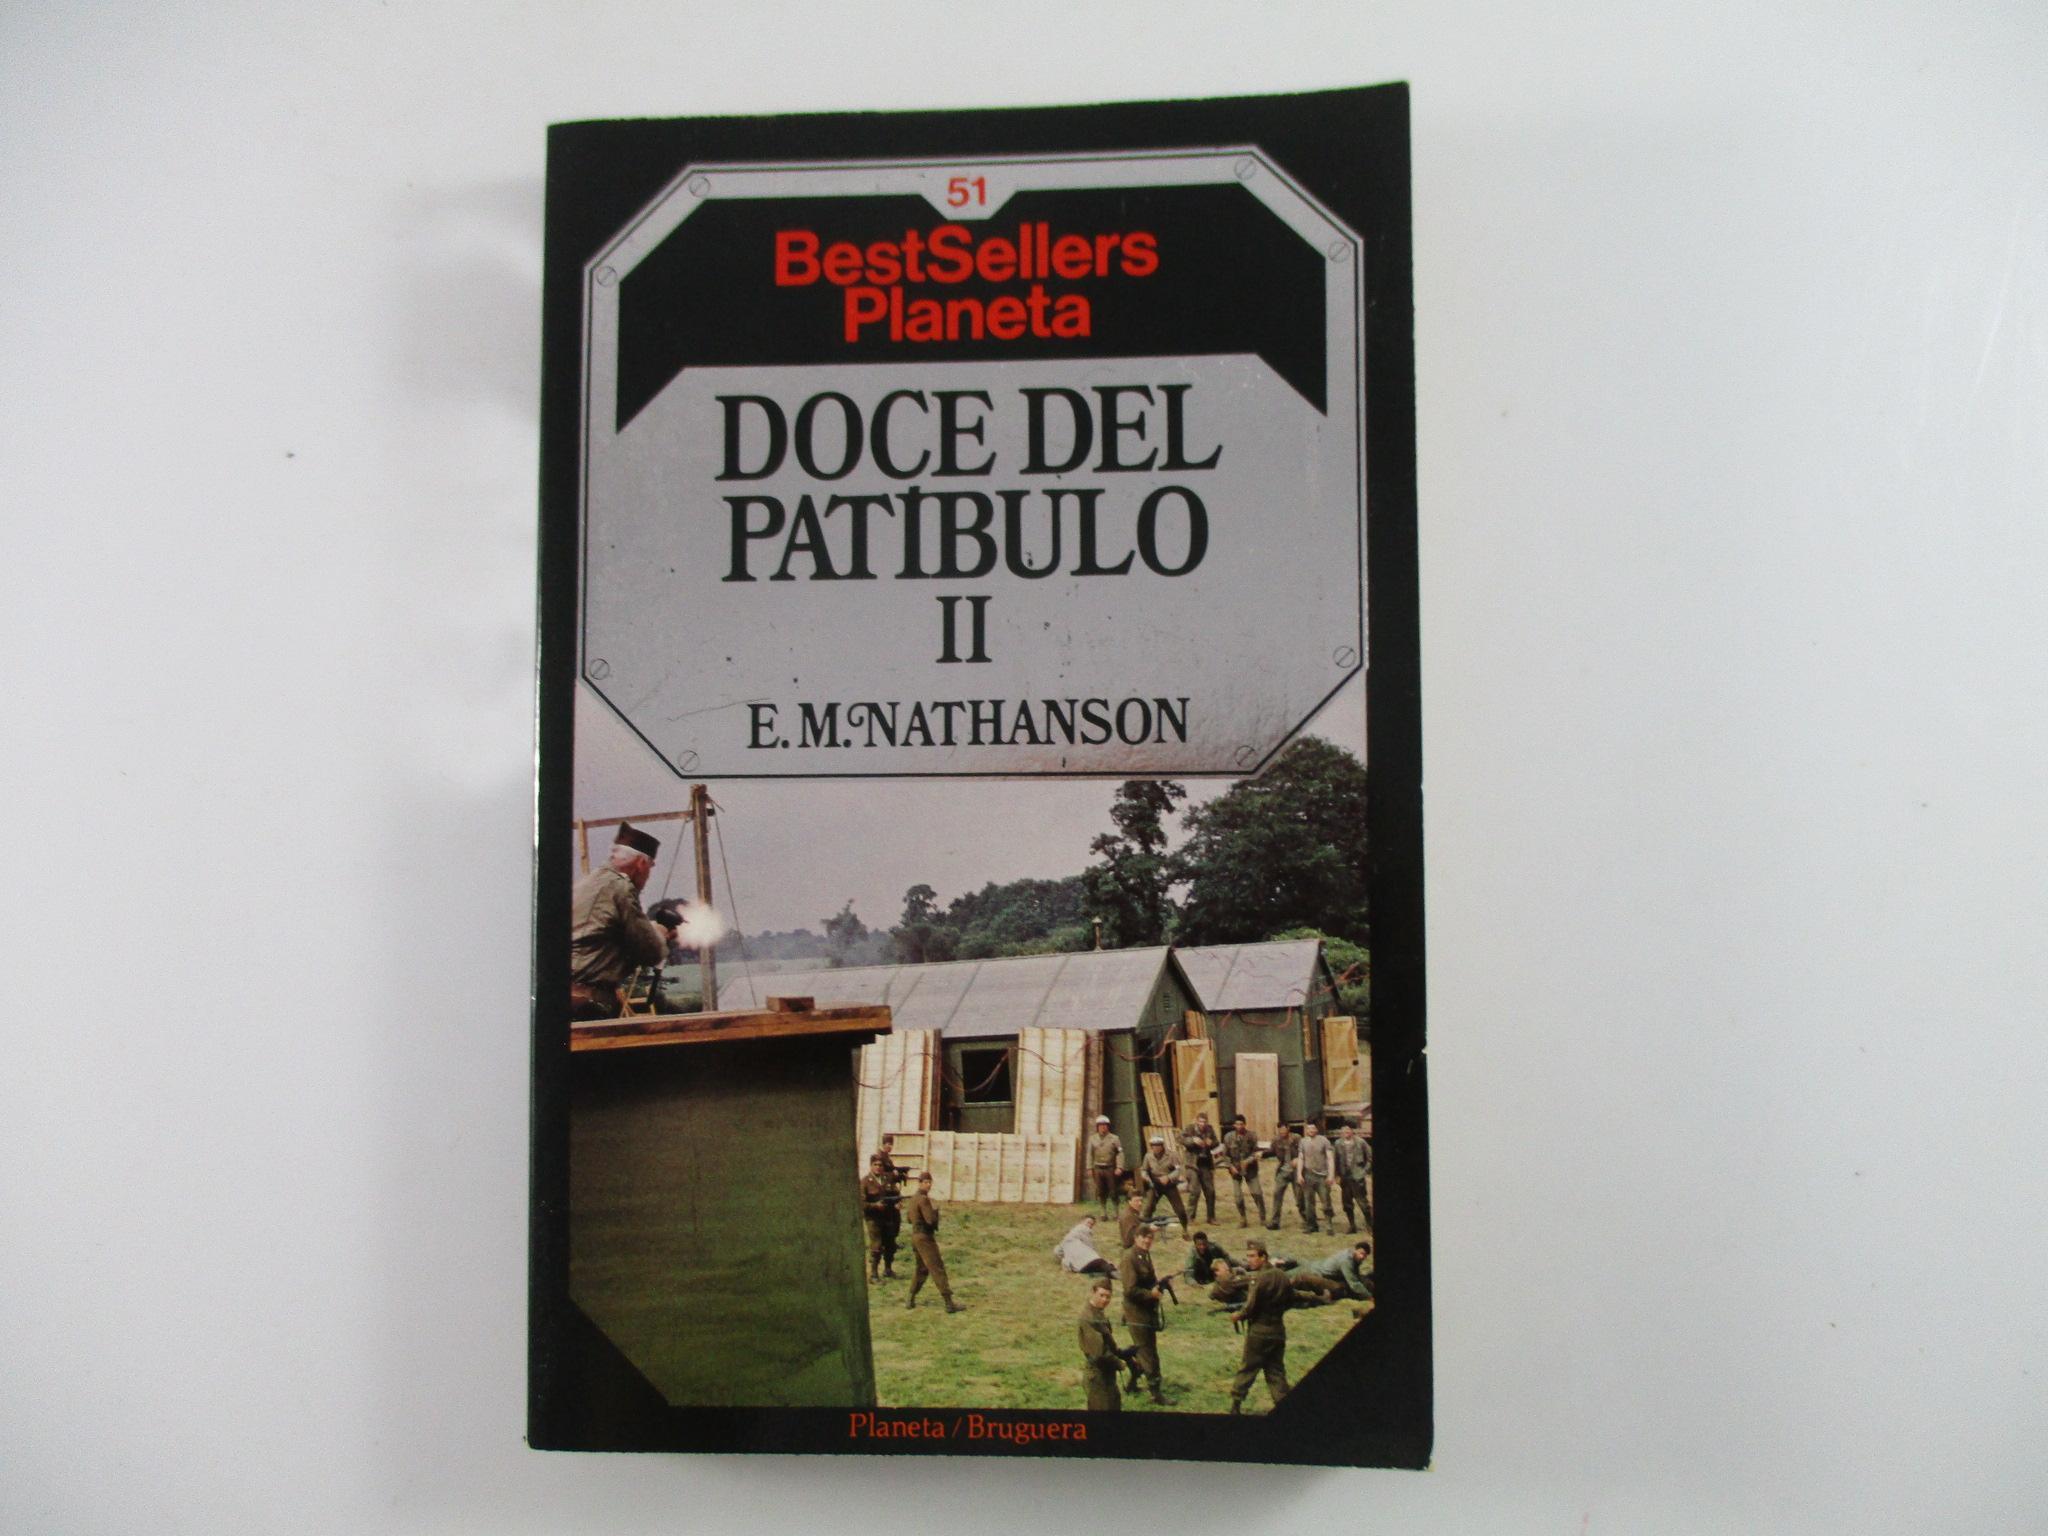 51
BestSellers
Planeta
DOCE DEL
PATÍBULO
II
E. M. NATHANSON
Planeta / Bruguera